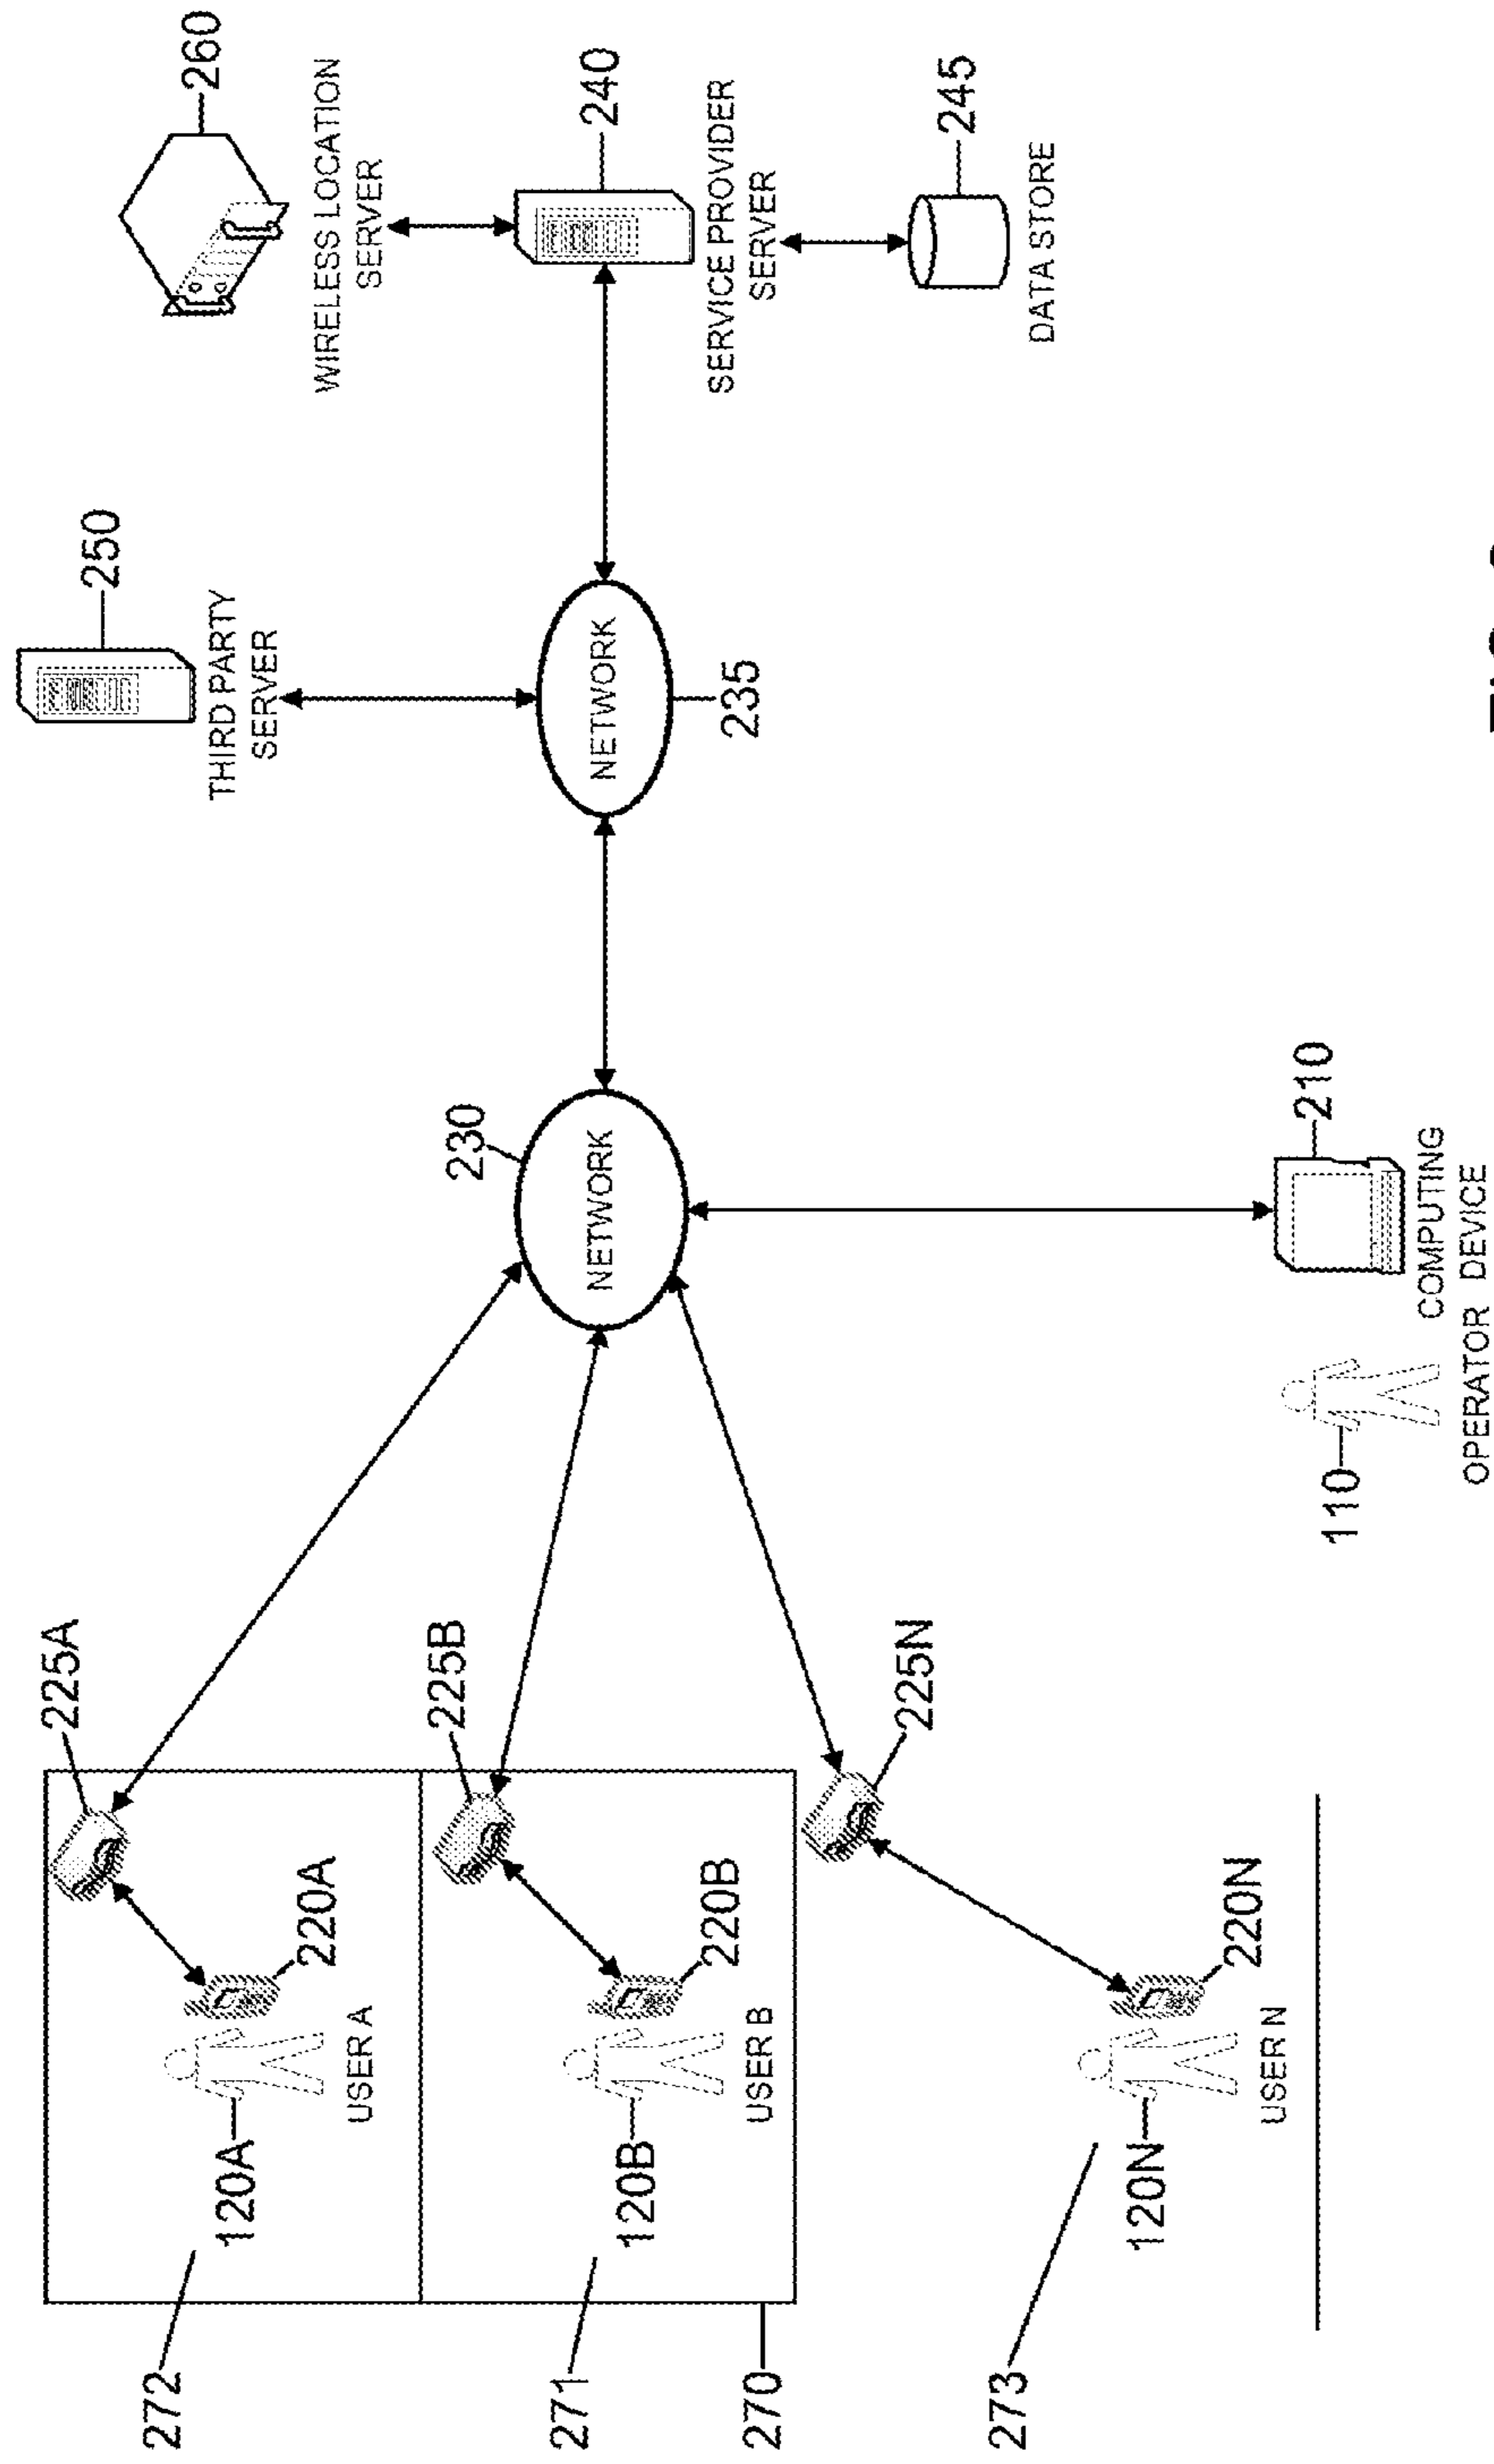 272
120A
USER A
220A
225A
271
120B
USER B
220B
225B
270
273
120N
USER N
220N
225N
230
NETWORK
110
OPERATOR
COMPUTING
DEVICE
210
250
THIRD PARTY
SERVER
NETWORK
235
260
WIRELESS LOCATION
SERVER
240
SERVICE PROVIDER
SERVER
245
DATA STORE